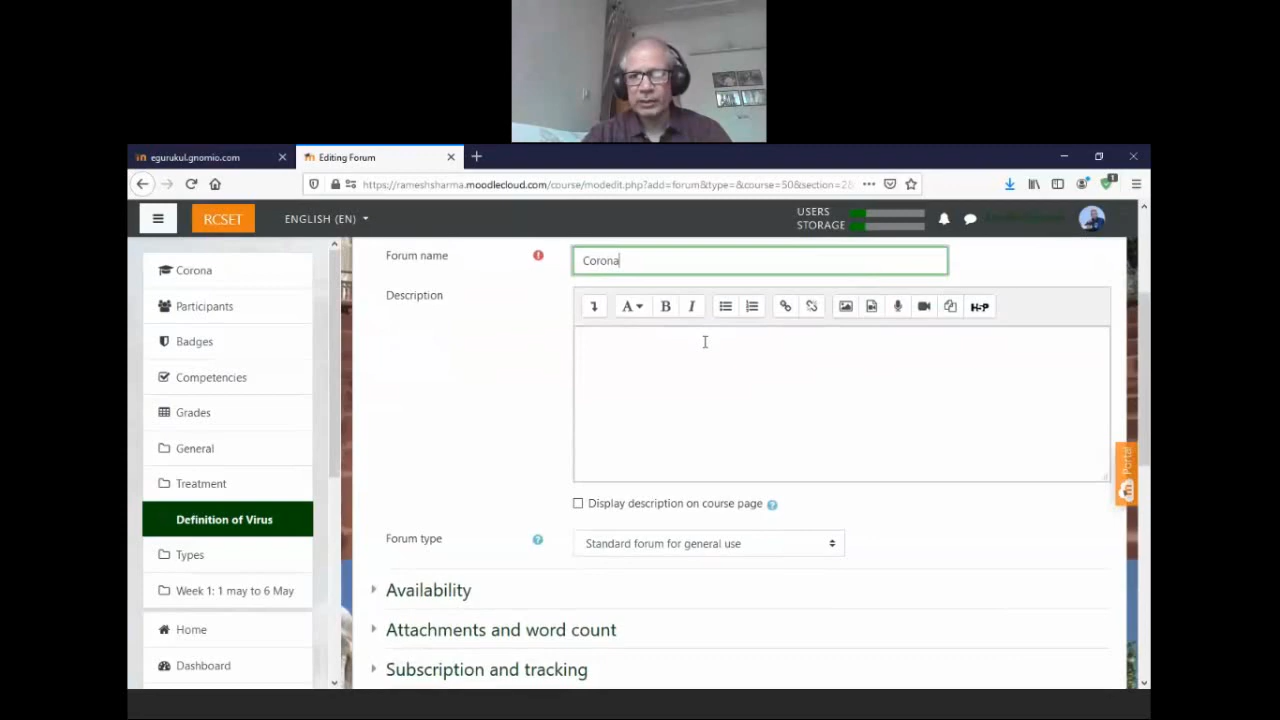 egurukul.gnomio.com
Editing Forum
https://rameshsharma.moodlecloud.com/course/modedit.php?add=forum&type=&course=50&section=2&
RCSET
ENGLISH (EN)
USERS
STORAGE
1
Corona
Participants
Badges
Competencies
Grades
General
Treatment
Definition of Virus
Types
Week 1: 1 may to 6 May
Home
Dashboard
Forum name
Corona
Description
A
B
I
H5P
Display description on course page
Forum type
Standard forum for general use
Availability
Attachments and word count
Subscription and tracking
Portal